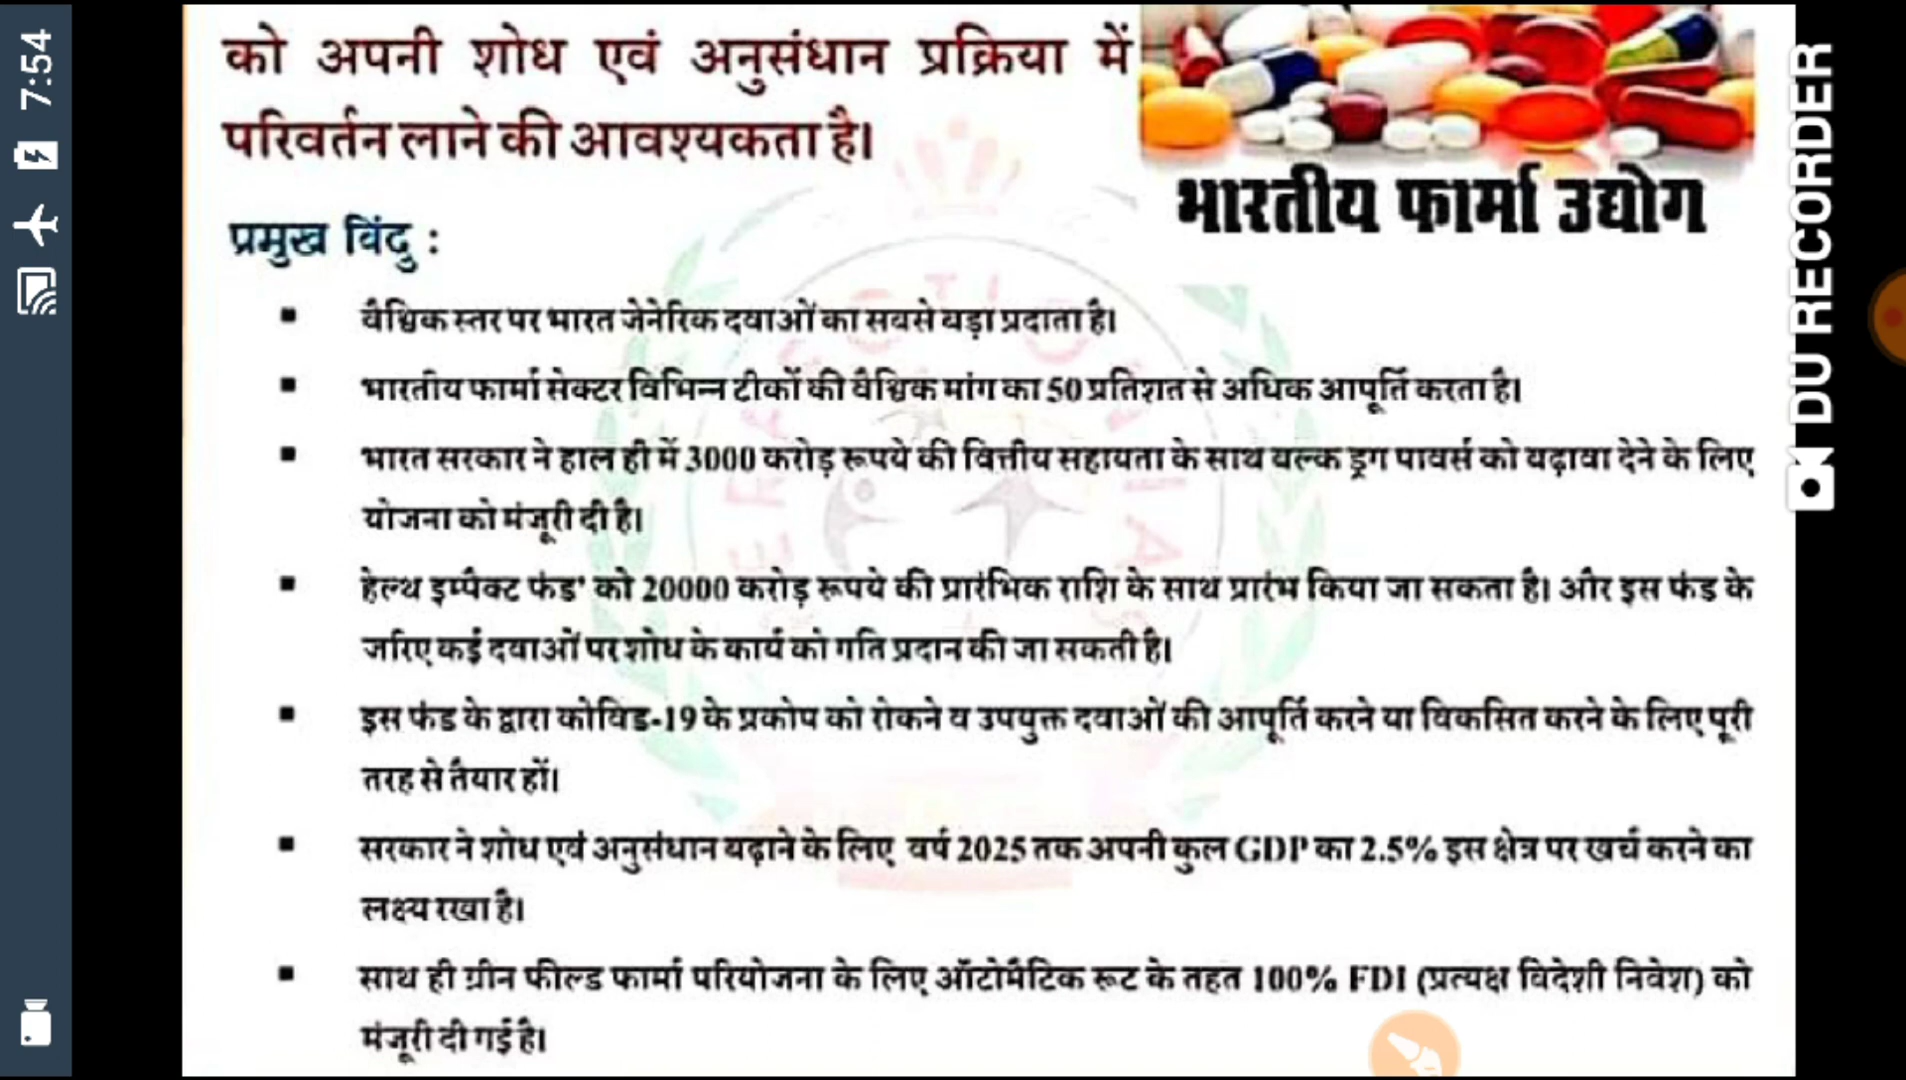 को अपनी शोध एवं अनुसंधान प्रक्रिया में
परिवर्तन लाने की आवश्यकता है।
भारतीय फार्मा उद्योग
प्रमुख विंदु :
▪ वैश्विक स्तर पर भारत जेनेरिक दवाओं का सबसे बड़ा प्रदाता है।
▪ भारतीय फार्मा सेक्टर विभिन्न टीकों की वैश्विक मांग का 50 प्रतिशत से अधिक आपूर्ति करता है।
▪ भारत सरकार ने हाल ही में 3000 करोड़ रूपये की वित्तीय सहायता के साथ बल्क ड्रग पावर्स को बढ़ावा देने के लिए
योजना को मंजूरी दी है।
▪ हेल्थ इम्पैक्ट फंड' को 20000 करोड़ रूपये की प्रारंभिक राशि के साथ प्रारंभ किया जा सकता है। और इस फंड के
जरिए कई दवाओं पर शोध के कार्य को गति प्रदान की जा सकती है।
▪ इस फंड के द्वारा कोविड-19 के प्रकोप को रोकने व उपयुक्त दवाओं की आपूर्ति करने या विकसित करने के लिए पूरी
तरह से तैयार हों।
▪ सरकार ने शोध एवं अनुसंधान बढ़ाने के लिए वर्ष 2025 तक अपनी कुल GDP का 2.5% इस क्षेत्र पर खर्च करने का
लक्ष्य रखा है।
▪ साथ ही ग्रीन फील्ड फार्मा परियोजना के लिए ऑटोमैटिक रूट के तहत 100% FDI (प्रत्यक्ष विदेशी निवेश) को
मंजूरी दी गई है।
7:54
DU RECORDER